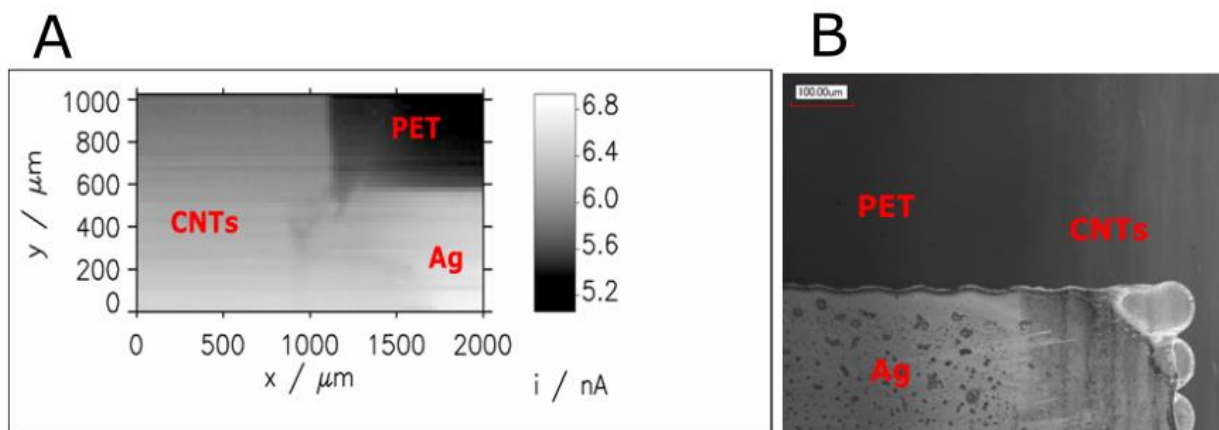 A
B
1000
800
600
400
200
0
y / μm
0
500
1000
1500
2000
x / μm
PET
CNTs
Ag
6.8
6.4
6.0
5.6
5.2
i / nA
100.00um
PET
CNTs
Ag